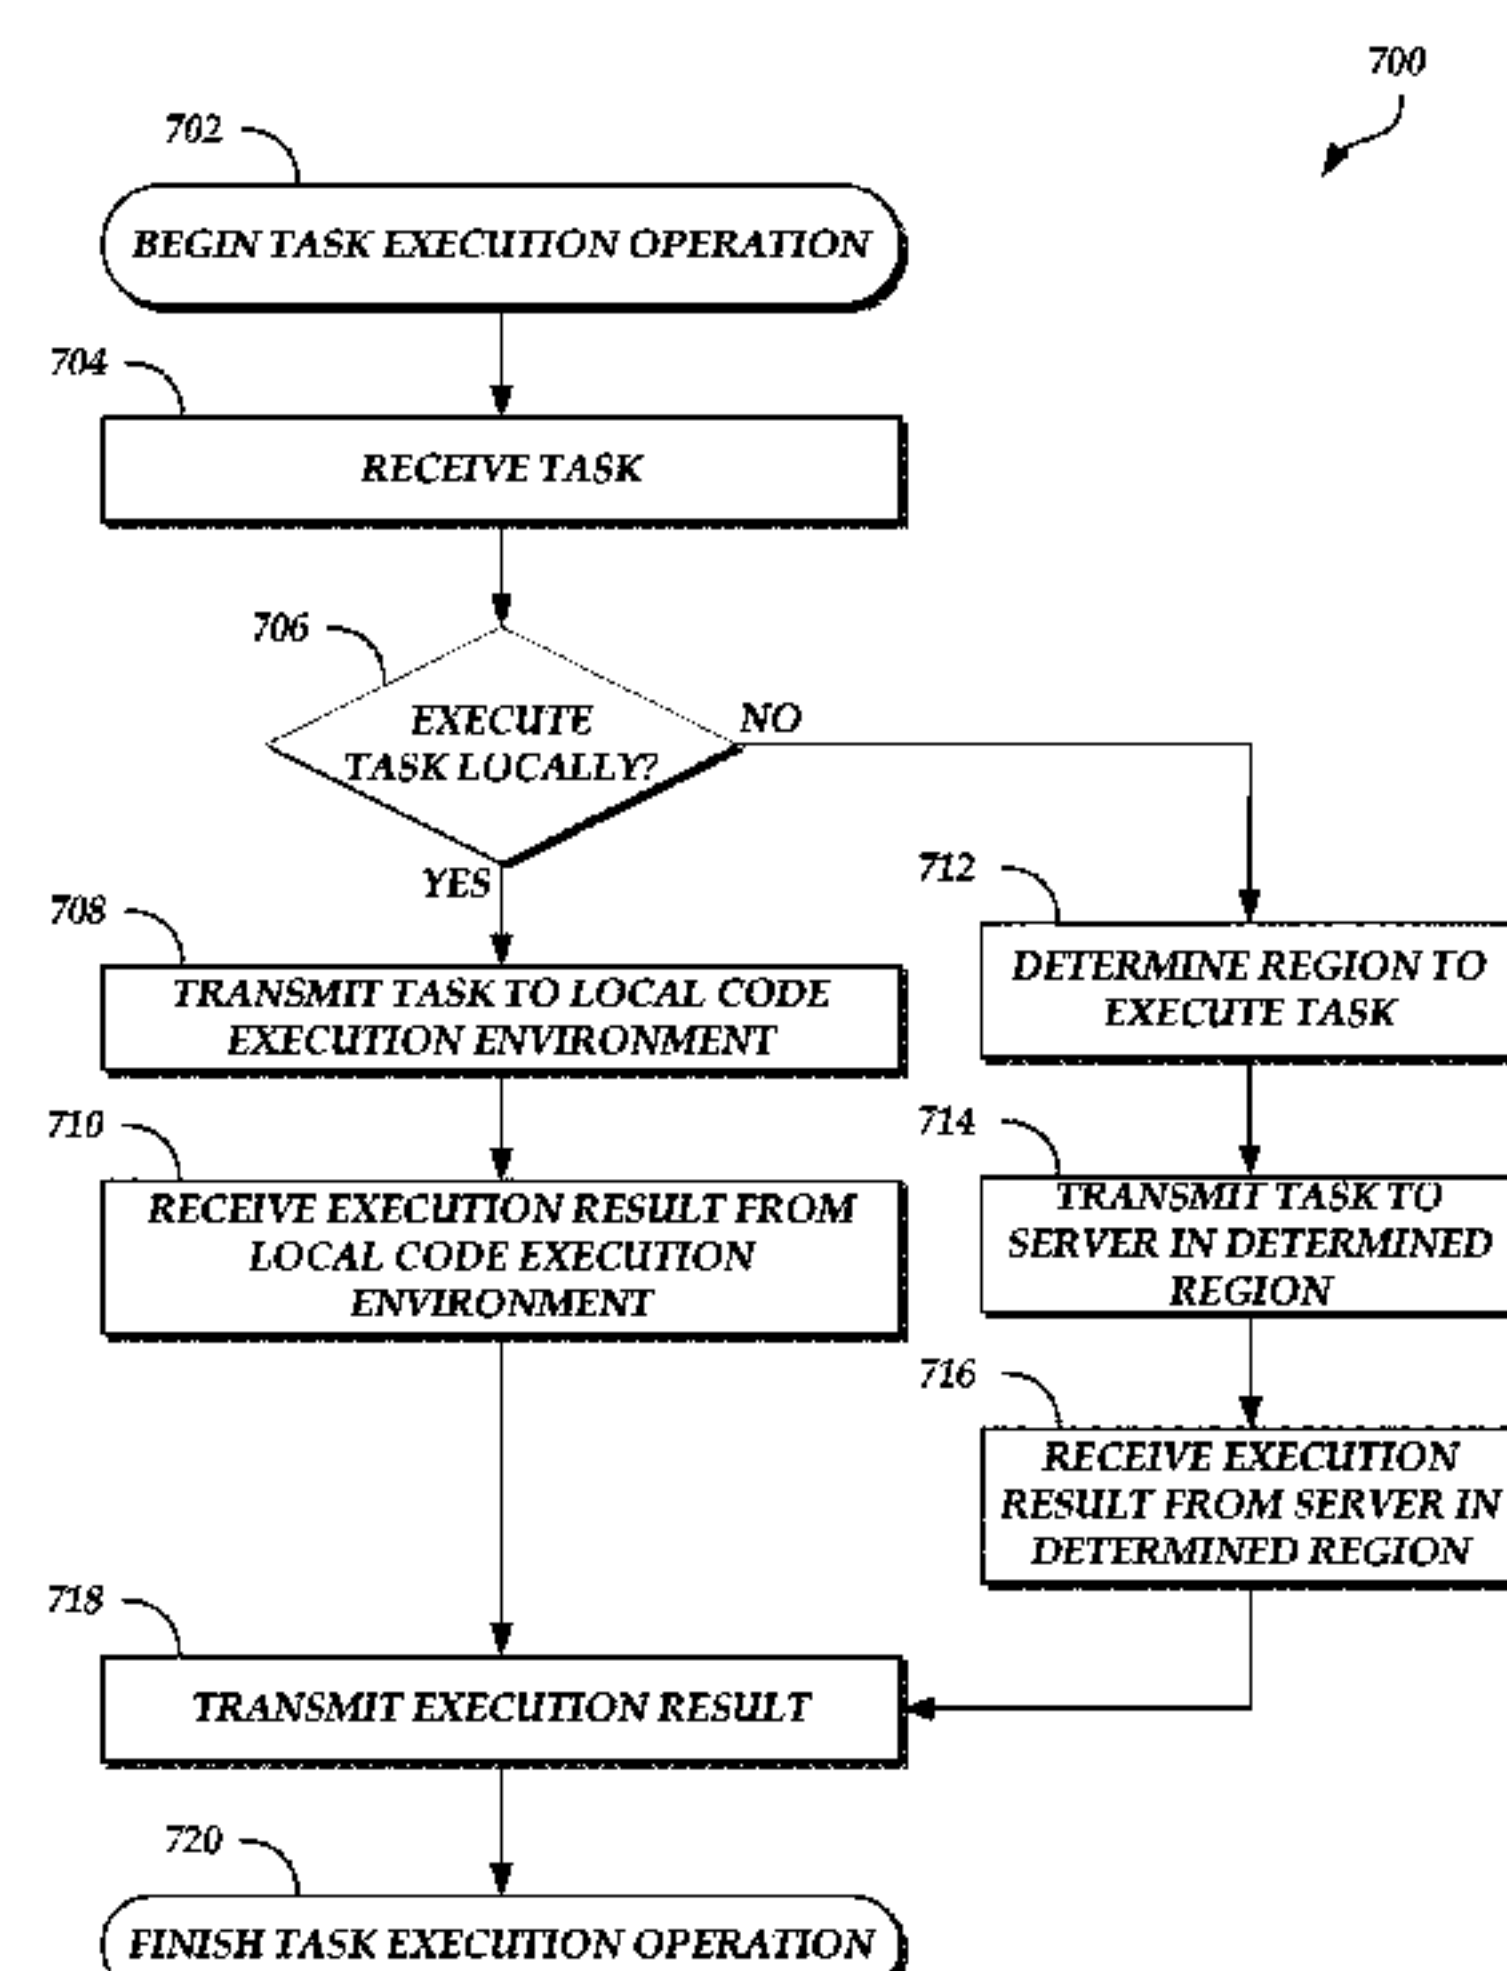 700
702
BEGIN TASK EXECUTION OPERATION
704
RECEIVE TASK
706
EXECUTE
TASK LOCALLY?
NO
YES
708
TRANSMIT TASK TO LOCAL CODE
EXECUTION ENVIRONMENT
710
RECEIVE EXECUTION RESULT FROM
LOCAL CODE EXECUTION
ENVIRONMENT
712
DETERMINE REGION TO
EXECUTE TASK
714
TRANSMIT TASK TO
SERVER IN DETERMINED
REGION
716
RECEIVE EXECUTION
RESULT FROM SERVER IN
DETERMINED REGION
718
TRANSMIT EXECUTION RESULT
720
FINISH TASK EXECUTION OPERATION